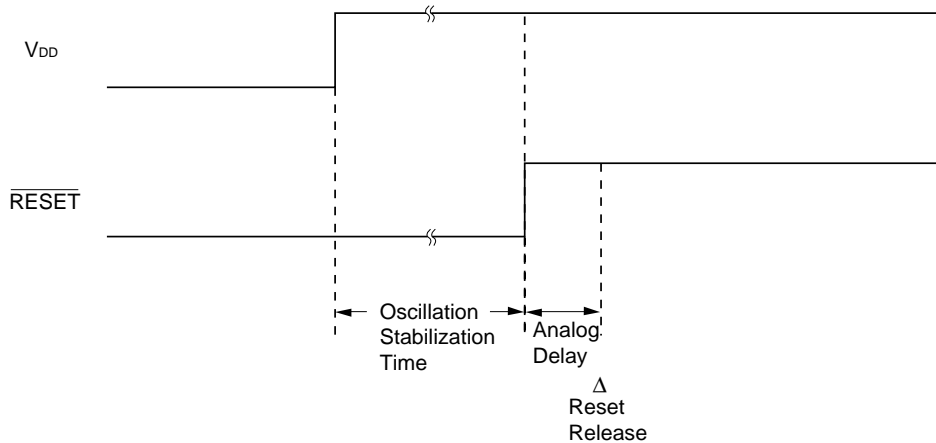 VDD
RESET
Oscillation
Stabilization
Time
Analog
Delay
Δ
Reset
Release